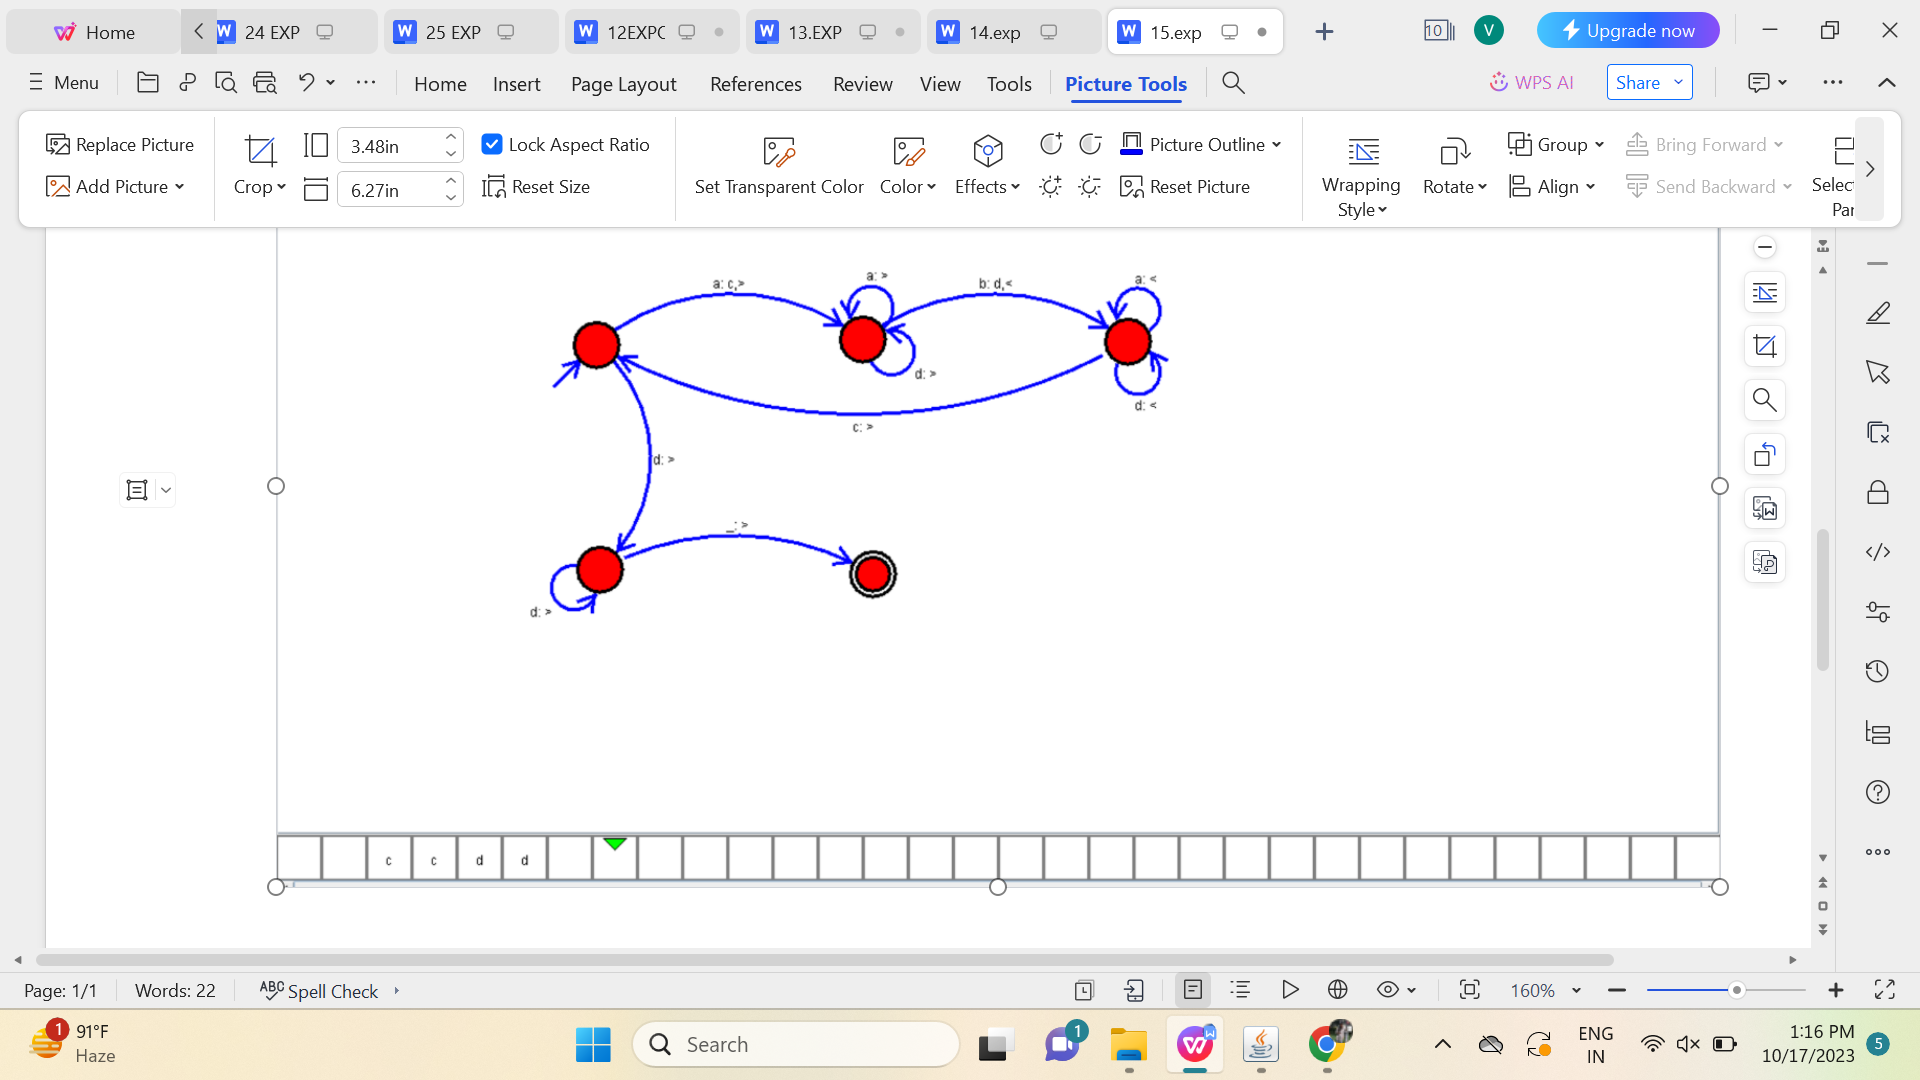 Home
24 EXP
25 EXP
12EXPC
13.EXP
14.exp
15.exp
10
V
Upgrade now
Menu
Home
Insert
Page Layout
References
Review
View
Tools
Picture Tools
WPS AI
Share
Replace Picture
Add Picture
Crop
3.48in
6.27in
Lock Aspect Ratio
Reset Size
Set Transparent Color
Color
Effects
Picture Outline
Reset Picture
Wrapping
Style
Rotate
Group
Align
Bring Forward
Send Backward
Selec
Par
a: c,>
a: >
b: d,<
a: <
d: >
d: <
c: >
d: >
_: >
d: >
c c d d
Page: 1/1
Words: 22
ABC Spell Check
160%
1
91°F
Haze
Search
1
ENG
IN
1:16 PM
10/17/2023
5